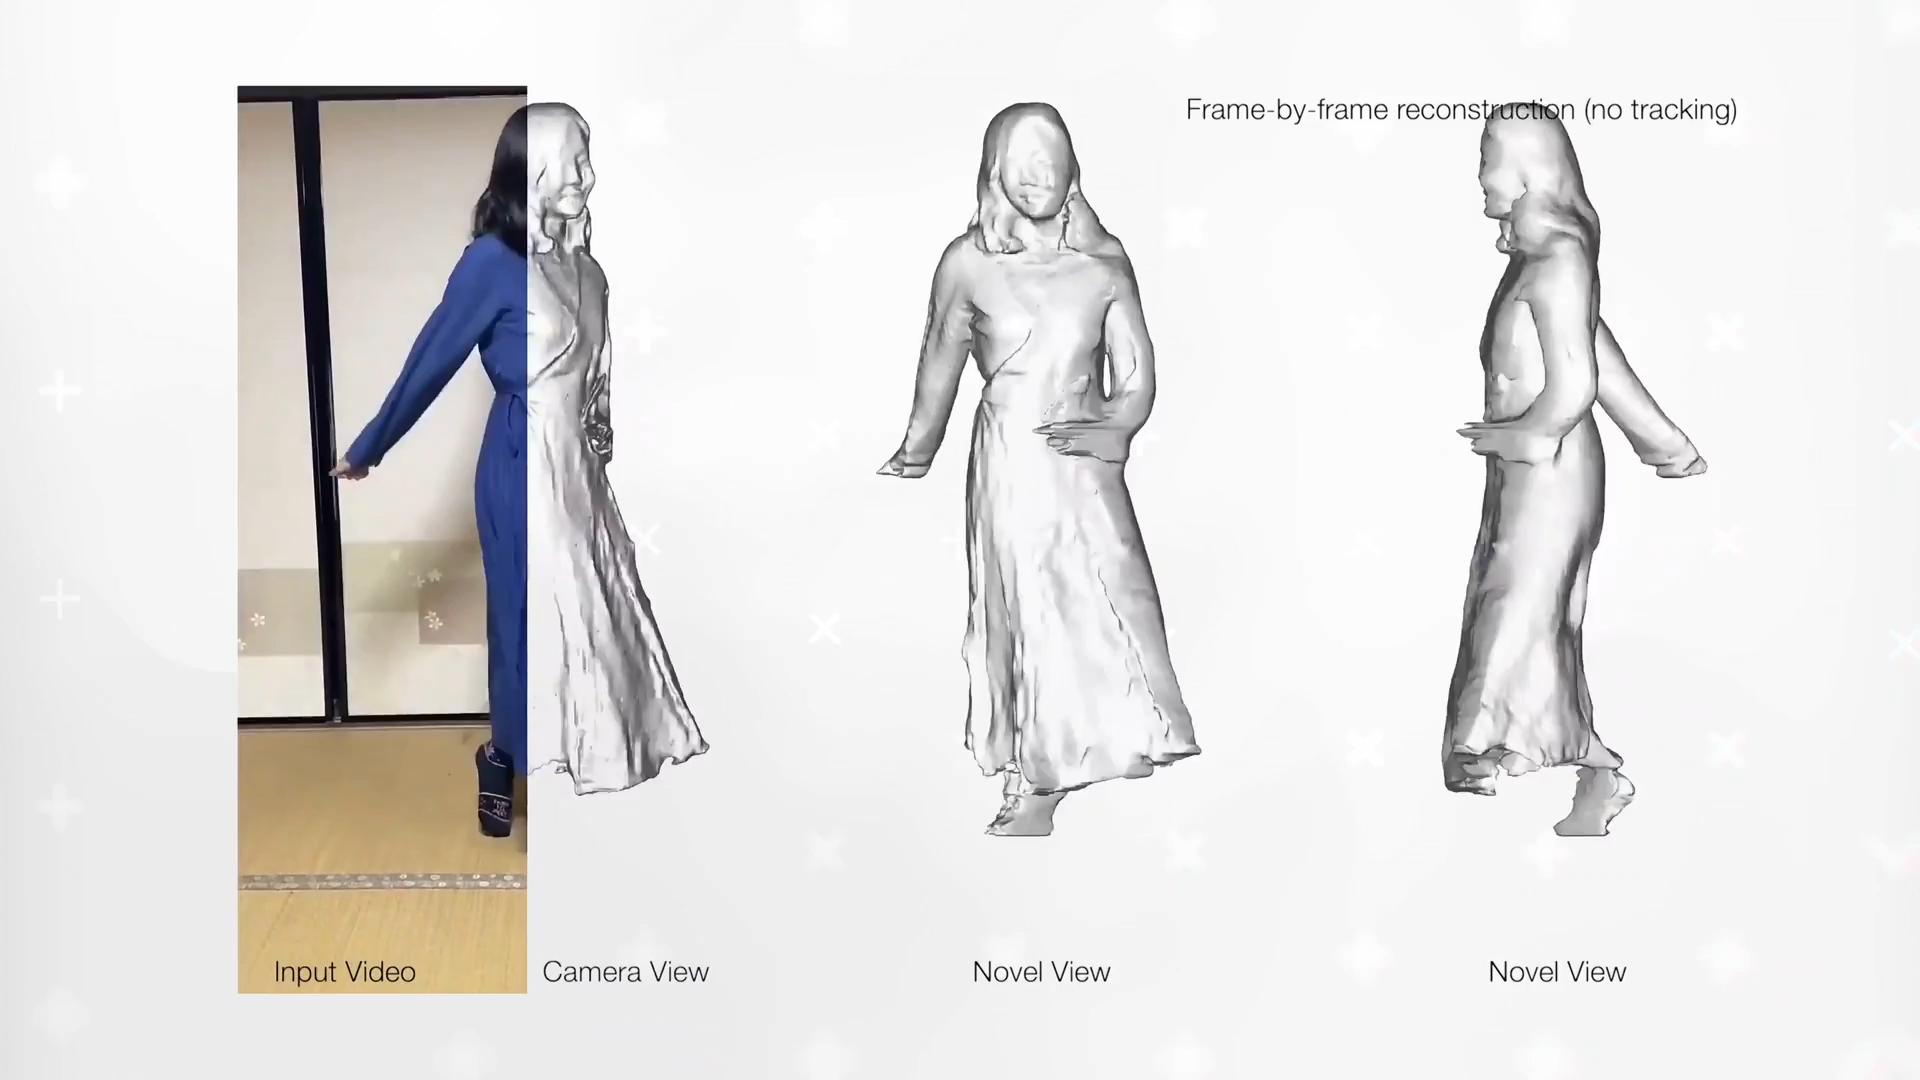 Frame-by-frame reconstruction (no tracking)
Input Video
Camera View
Novel View
Novel View